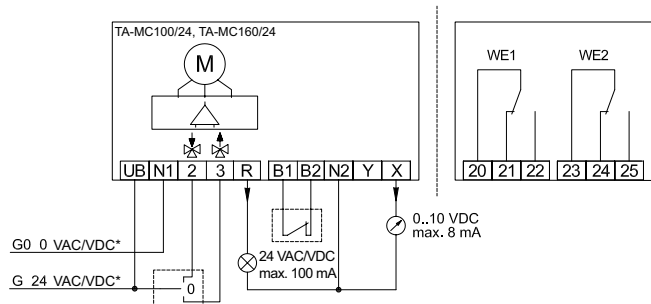 TA-MC100/24, TA-MC160/24
M
WE1 WE2
UB N1 2 3 R B1 B2 N2 Y X
20 21 22 23 24 25
0..10 VDC
max. 8 mA
G0 0 VAC/VDC*
24 VAC/VDC
max. 100 mA
G 24 VAC/VDC*
0